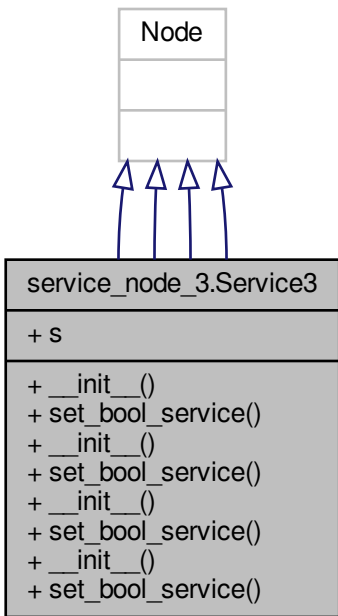 Node
service_node_3.Service3
+ s
+ __init__()
+ set_bool_service()
+ __init__()
+ set_bool_service()
+ __init__()
+ set_bool_service()
+ __init__()
+ set_bool_service()